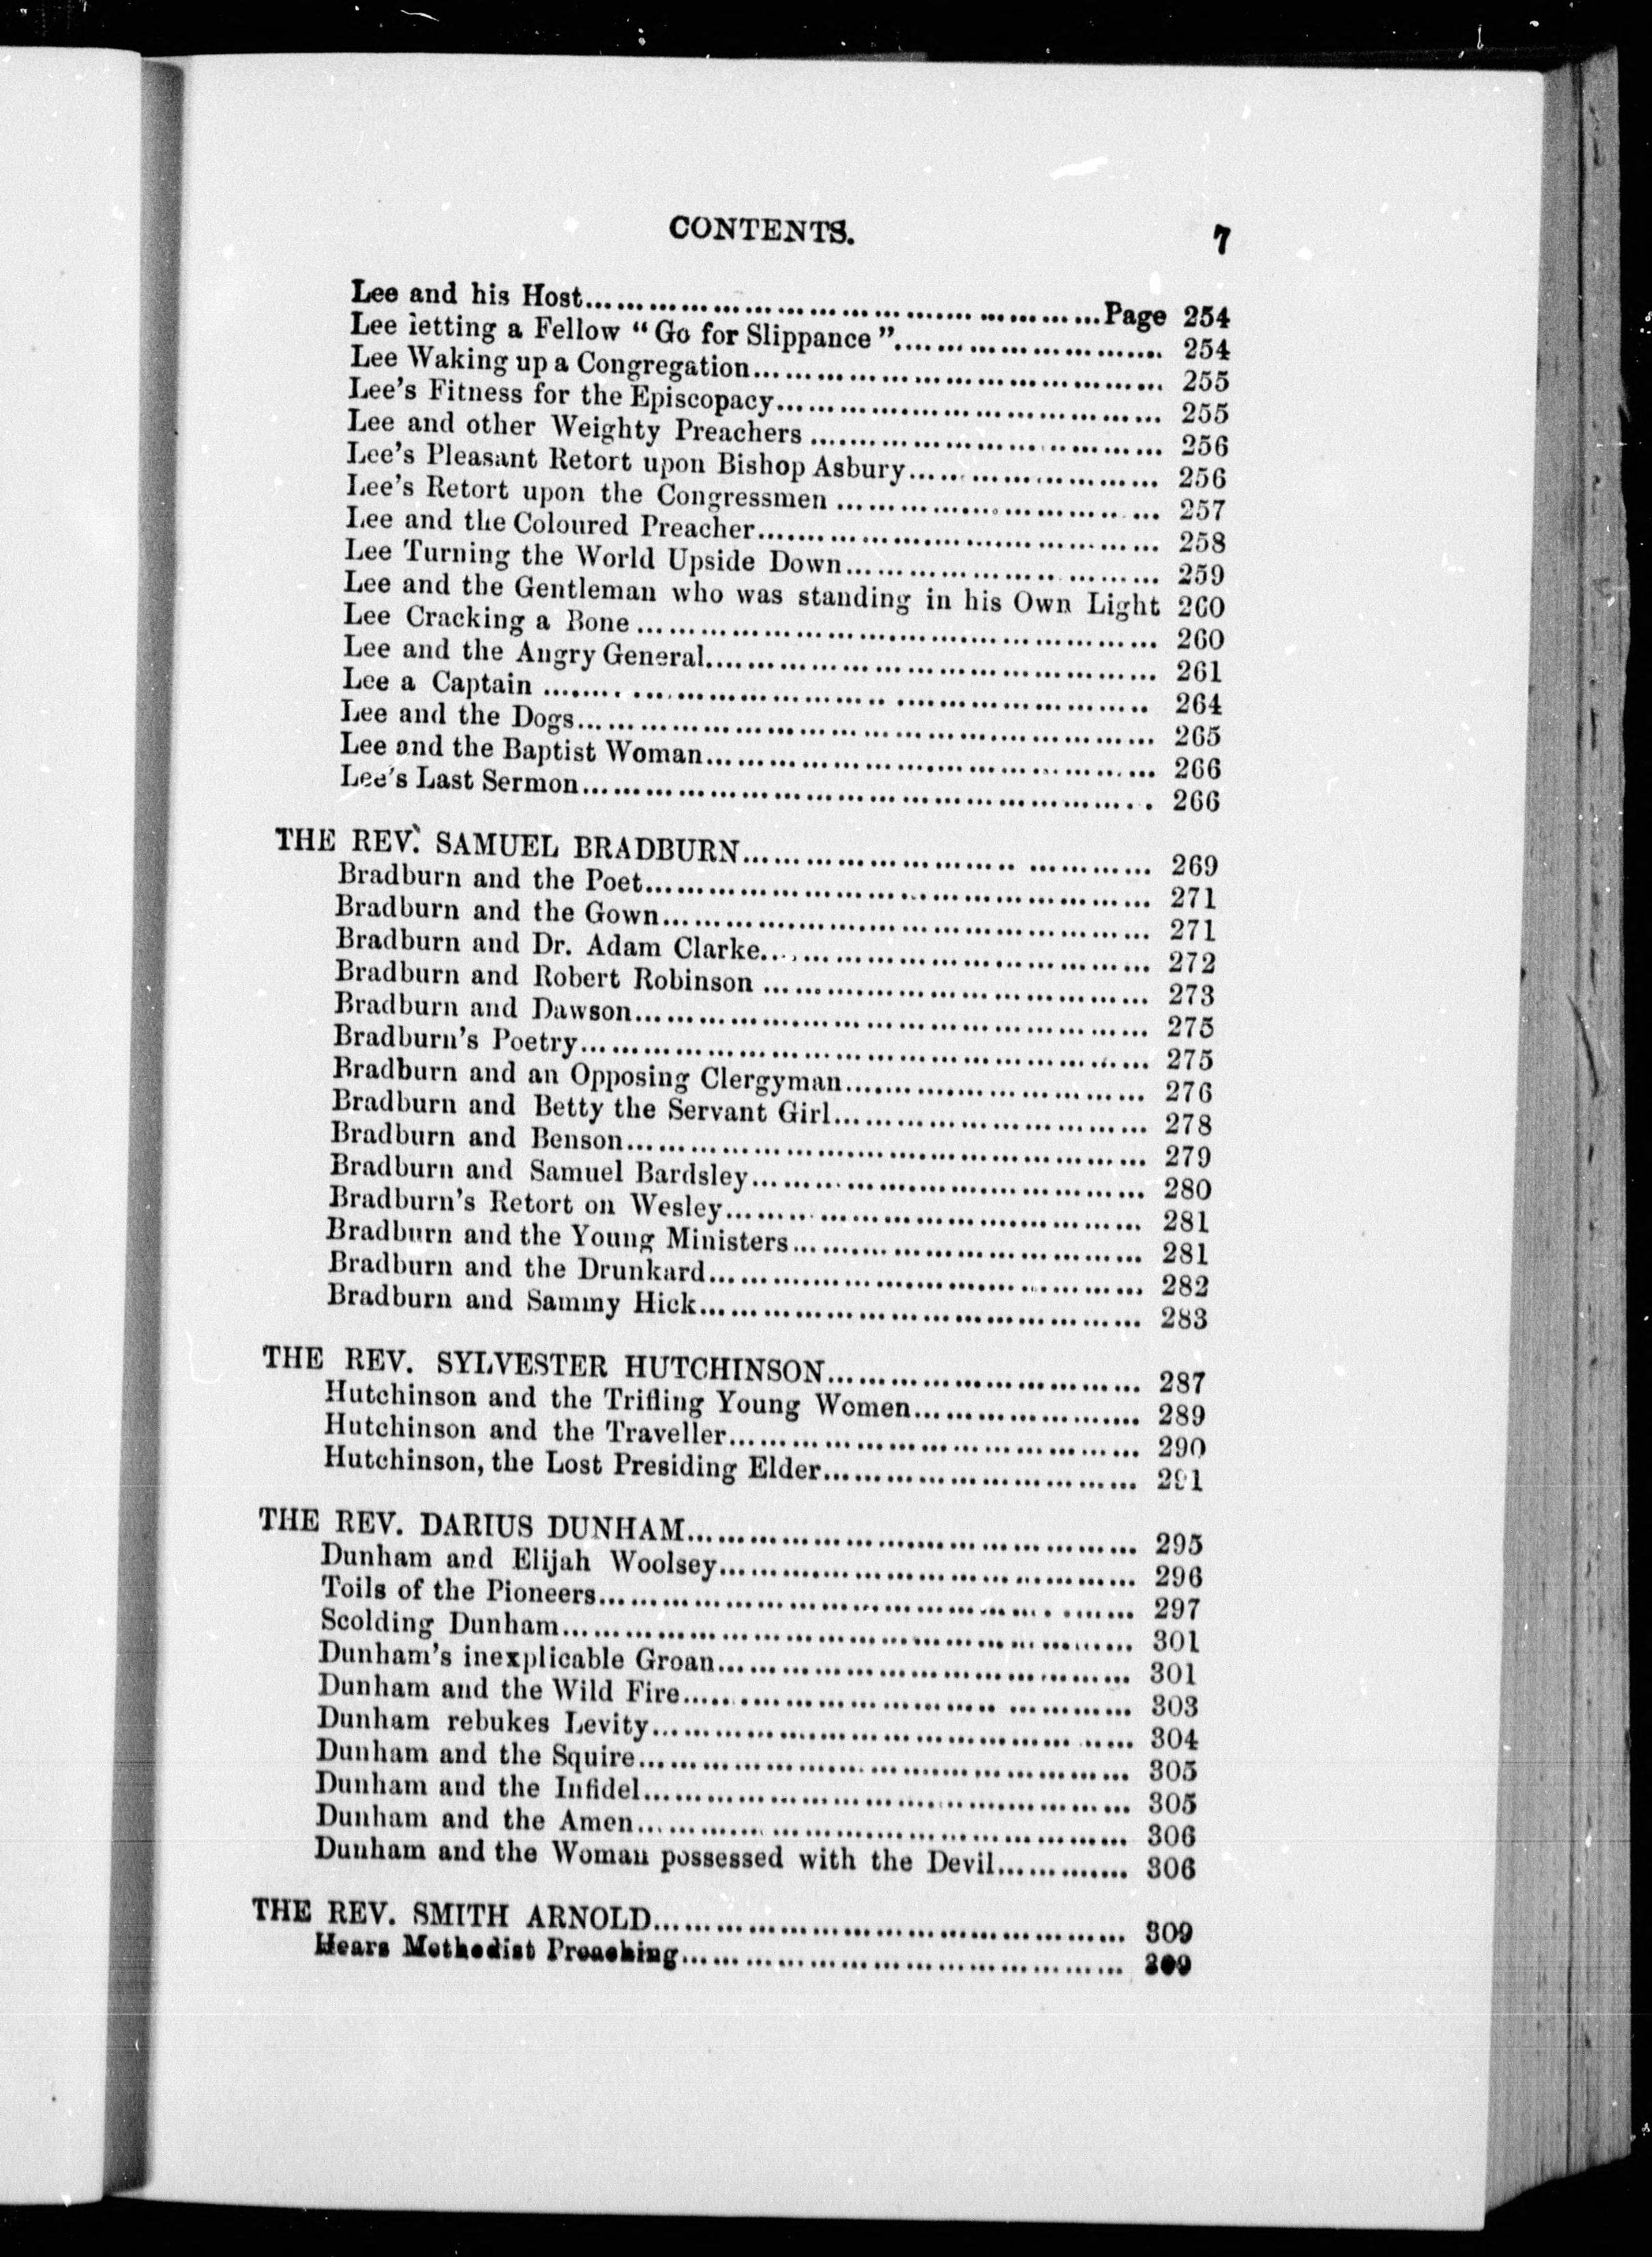 CONTENTS. 7
Lee and his Host........................................Page 254
Lee letting a Fellow “Go for Slippance”........................ 254
Lee Waking up a Congregation........................ 255
Lee's Fitness for the Episcopacy........................ 255
Lee and other Weighty Preachers ........................ 256
Lee's Pleasant Retort upon Bishop Asbury........................ 256
Lee's Retort upon the Congressmen ........................ 257
Lee and the Coloured Preacher........................ 258
Lee Turning the World Upside Down........................ 259
Lee and the Gentleman who was standing in his Own Light 260
Lee Cracking a Bone ........................ 260
Lee and the Angry General........................ 261
Lee a Captain ........................ 264
Lee and the Dogs........................ 265
Lee and the Baptist Woman........................ 266
Lee's Last Sermon........................ 266
THE REV. SAMUEL BRADBURN........................ 269
Bradburn and the Poet........................ 271
Bradburn and the Gown........................ 271
Bradburn and Dr. Adam Clarke........................ 272
Bradburn and Robert Robinson ........................ 273
Bradburn and Dawson........................ 275
Bradburn's Poetry........................ 275
Bradburn and an Opposing Clergyman........................ 276
Bradburn and Betty the Servant Girl........................ 278
Bradburn and Benson........................ 279
Bradburn and Samuel Bardsley........................ 280
Bradburn's Retort on Wesley........................ 281
Bradburn and the Young Ministers........................ 281
Bradburn and the Drunkard........................ 282
Bradburn and Sammy Hick........................ 283
THE REV. SYLVESTER HUTCHINSON........................ 287
Hutchinson and the Trifling Young Women........................ 289
Hutchinson and the Traveller........................ 290
Hutchinson, the Lost Presiding Elder........................ 291
THE REV. DARIUS DUNHAM........................ 295
Dunham and Elijah Woolsey........................ 296
Toils of the Pioneers........................ 297
Scolding Dunham........................ 301
Dunham's inexplicable Groan........................ 301
Dunham and the Wild Fire........................ 303
Dunham rebukes Levity........................ 304
Dunham and the Squire........................ 305
Dunham and the Infidel........................ 305
Dunham and the Amen........................ 306
Dunham and the Woman possessed with the Devil............. 306
THE REV. SMITH ARNOLD........................ 309
Hears Methodist Preaching........................ 309